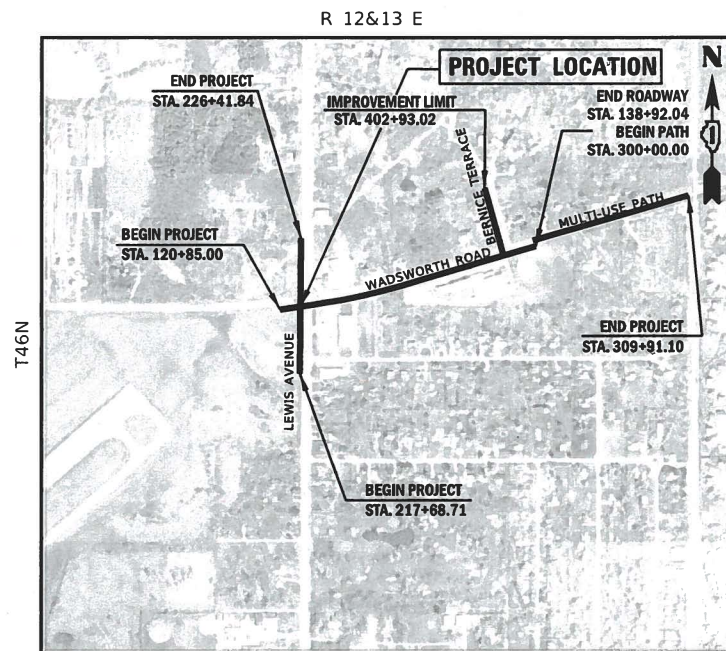 R 12&13 E
PROJECT LOCATION
N
END PROJECT
STA. 226+41.84
IMPROVEMENT LIMIT
STA. 402+93.02
END ROADWAY
STA. 138+92.04
BEGIN PATH
STA. 300+00.00
BERNICE TERRACE
MULTI-USE PATH
BEGIN PROJECT
STA. 120+85.00
WADSWORTH ROAD
T46N
LEWIS AVENUE
END PROJECT
STA. 309+91.10
BEGIN PROJECT
STA. 217+68.71